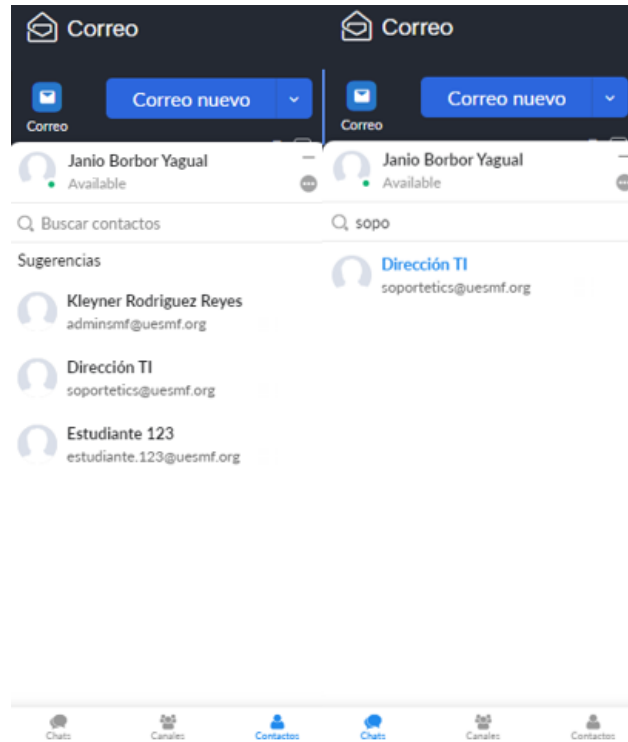 Correo
Correo nuevo
Correo
Janio Borbor Yagual
Available
Buscar contactos
Sugerencias
Kleyner Rodriguez Reyes
adminsmf@uesmf.org
Dirección TI
soportetics@uesmf.org
Estudiante 123
estudiante.123@uesmf.org
Chats
Canales
Contactos
Correo
Correo nuevo
Correo
Janio Borbor Yagual
Available
sopo
Dirección TI
soportetics@uesmf.org
Chats
Canales
Contactos